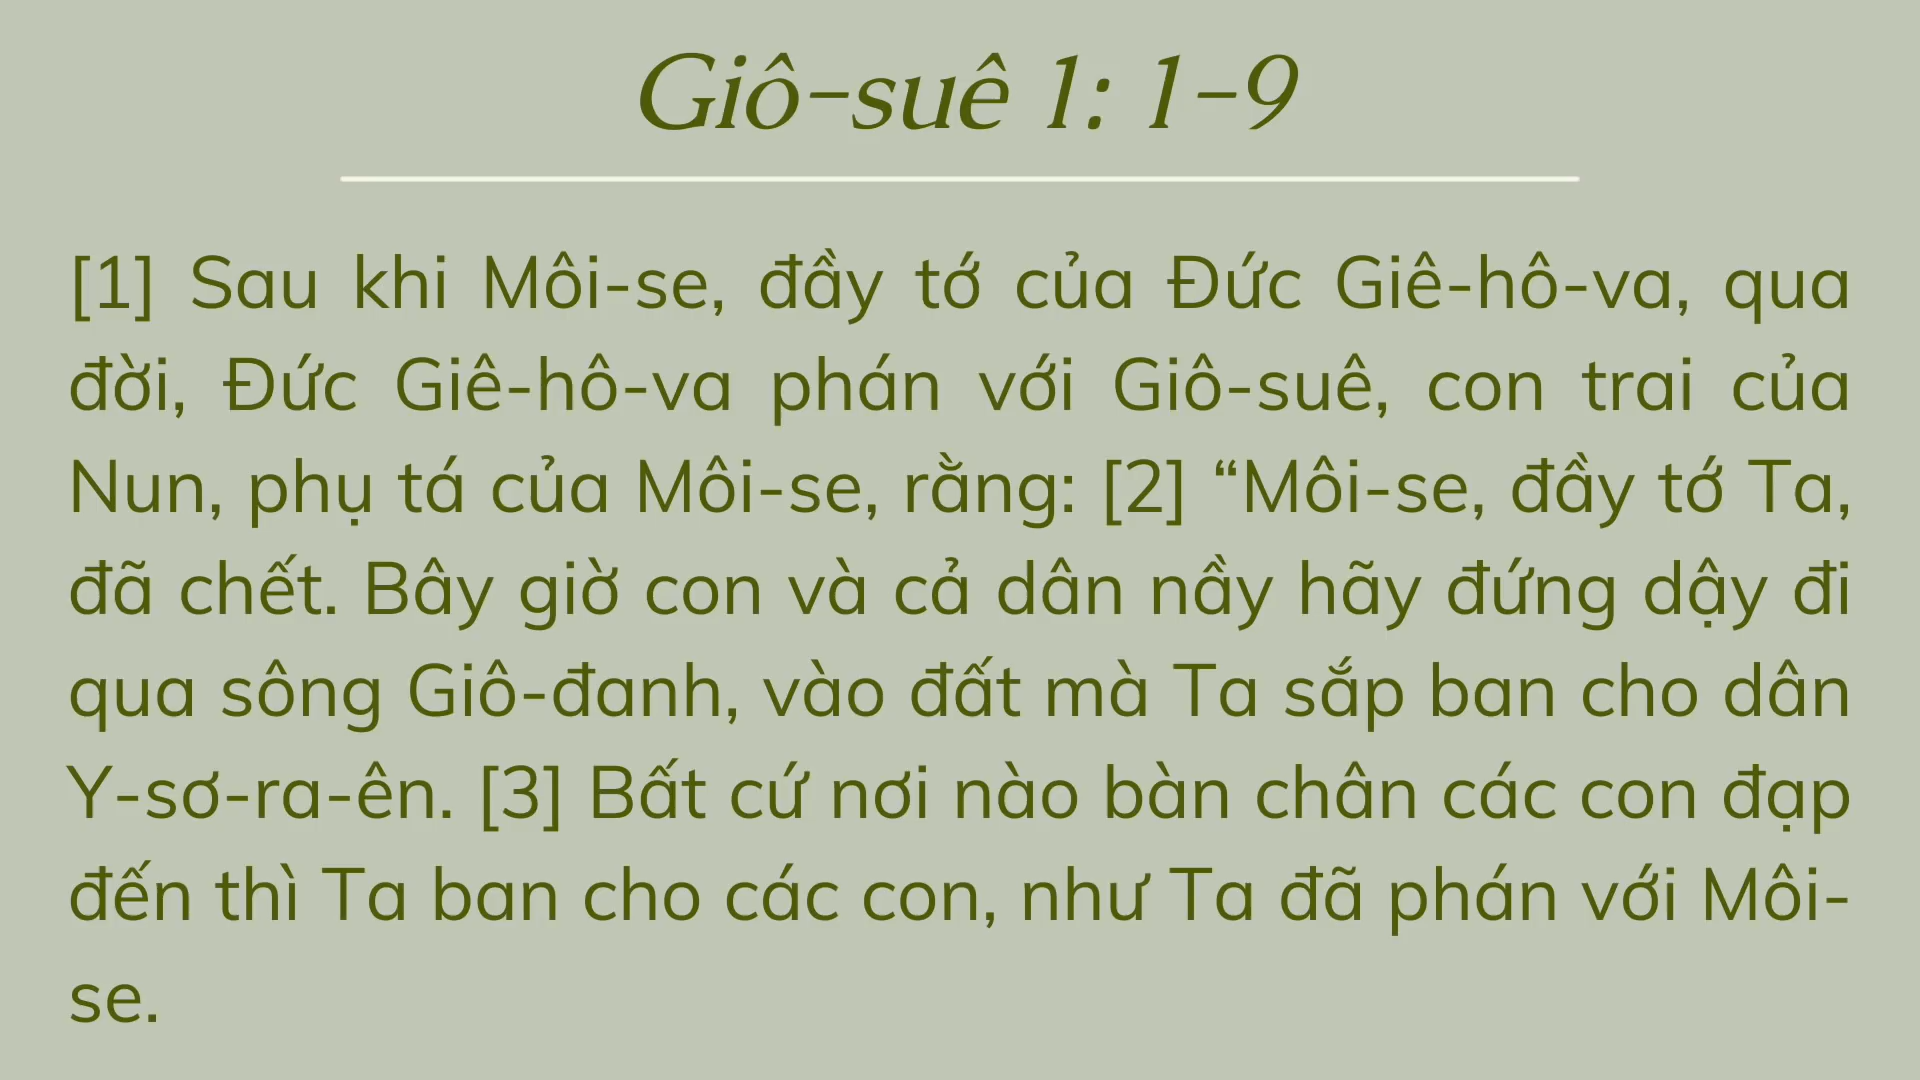 Giô-suê 1: 1-9
[1] Sau khi Môi-se, đầy tớ của Đức Giê-hô-va, qua
đời, Đức Giê-hô-va phán với Giô-suê, con trai của
Nun, phụ tá của Môi-se, rằng: [2] “Môi-se, đầy tớ Ta,
đã chết. Bây giờ con và cả dân nầy hãy đứng dậy đi
qua sông Giô-đanh, vào đất mà Ta sắp ban cho dân
Y-sơ-ra-ên. [3] Bất cứ nơi nào bàn chân các con đạp
đến thì Ta ban cho các con, như Ta đã phán với Môi-
se.